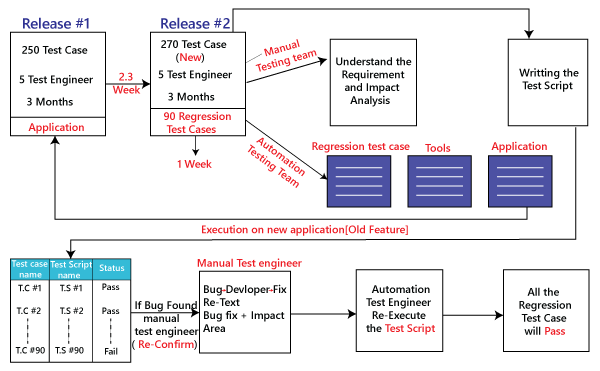 Release #1
250 Test Case
5 Test Engineer
3 Months
Application
2.3
Week
Release #2
270 Test Case
(New)
5 Test Engineer
3 Months
90 Regression
Test Cases
1 Week
Manual
Testing team
Automation
Testing Team
Understand the
Requirement
and Impact
Analysis
Writting the
Test Script
Regression test case
Tools
Application
Execution on new application[Old Feature]
Test case
name
Test Script
name
Status
T.C #1
T.S #1
Pass
T.C #2
T.S #2
Pass
T.C #90
T.S #90
Fail
If Bug Found
manual
test engineer
( Re-Confirm)
Manual Test engineer
Bug-Devloper-Fix
Re-Text
Bug fix + Impact
Area
Automation
Test Engineer
Re-Execute
the Test Script
All the
Regression
Test Case
will Pass